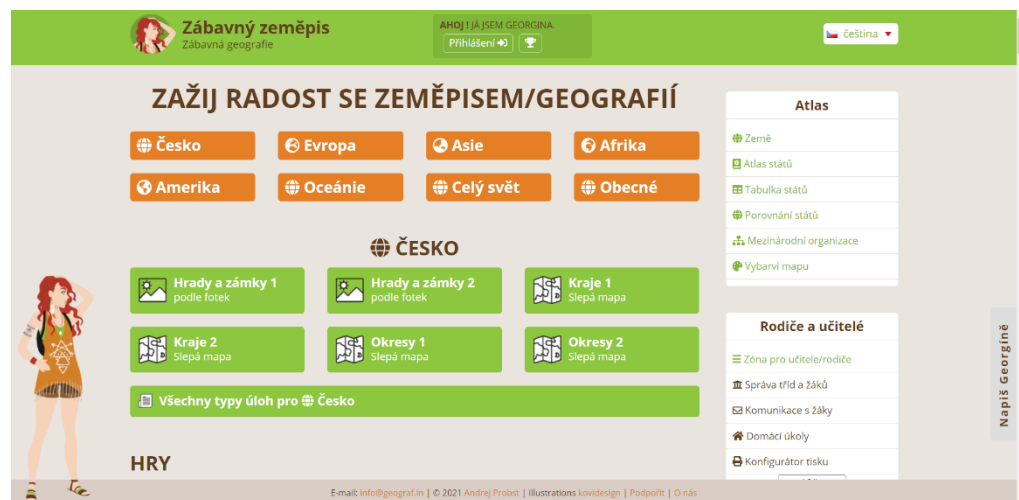 Zábavný zeměpis
Zábavná geografie
AHOJ ! JÁ JSEM GEORGINA.
Přihlášení
čeština
ZAŽIJ RADOST SE ZEMĚPISEM/GEOGRAFIÍ
Česko
Evropa
Asie
Afrika
Amerika
Oceánie
Celý svět
Obecné
ČESKO
Hrady a zámky 1
podle fotek
Hrady a zámky 2
podle fotek
Kraje 1
Slepá mapa
Kraje 2
Slepá mapa
Okresy 1
Slepá mapa
Okresy 2
Slepá mapa
Všechny typy úloh pro Česko
HRY
Atlas
Země
Atlas států
Tabulka států
Porovnání států
Mezinárodní organizace
Vybarvi mapu
Rodiče a učitelé
Zóna pro učitele/rodiče
Správa tříd a žáků
Komunikace s žáky
Domácí úkoly
Konfigurátor tisku
Napiš Georgíně
E-mail: info@geograf.in | © 2021 Andrej Probst | Illustrations kovidesign | Podpořit | O nás